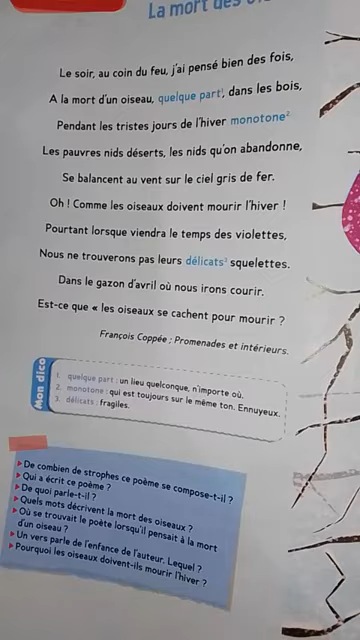 La mort des
Le soir, au coin du feu, j'ai pensé bien des fois,
A la mort d'un oiseau, quelque part¹, dans les bois,
Pendant les tristes jours de l'hiver monotone²
Les pauvres nids déserts, les nids qu'on abandonne,
Se balancent au vent sur le ciel gris de fer.
Oh ! Comme les oiseaux doivent mourir l'hiver !
Pourtant lorsque viendra le temps des violettes,
Nous ne trouverons pas leurs délicats³ squelettes.
Dans le gazon d'avril où nous irons courir.
Est-ce que « les oiseaux se cachent pour mourir ?
François Coppée ; Promenades et intérieurs.
Mon dico
1. quelque part : un lieu quelconque, n'importe où.
2. monotone : qui est toujours sur le même ton. Ennuyeux.
3. délicats : fragiles.
▸ De combien de strophes ce poème se compose-t-il ?
▸ Qui a écrit ce poème ?
▸ De quoi parle-t-il ?
▸ Quels mots décrivent la mort des oiseaux ?
▸ Où se trouvait le poète lorsqu'il pensait à la mort
d'un oiseau ?
▸ Un vers parle de l'enfance de l'auteur. Lequel ?
▸ Pourquoi les oiseaux doivent-ils mourir l'hiver ?